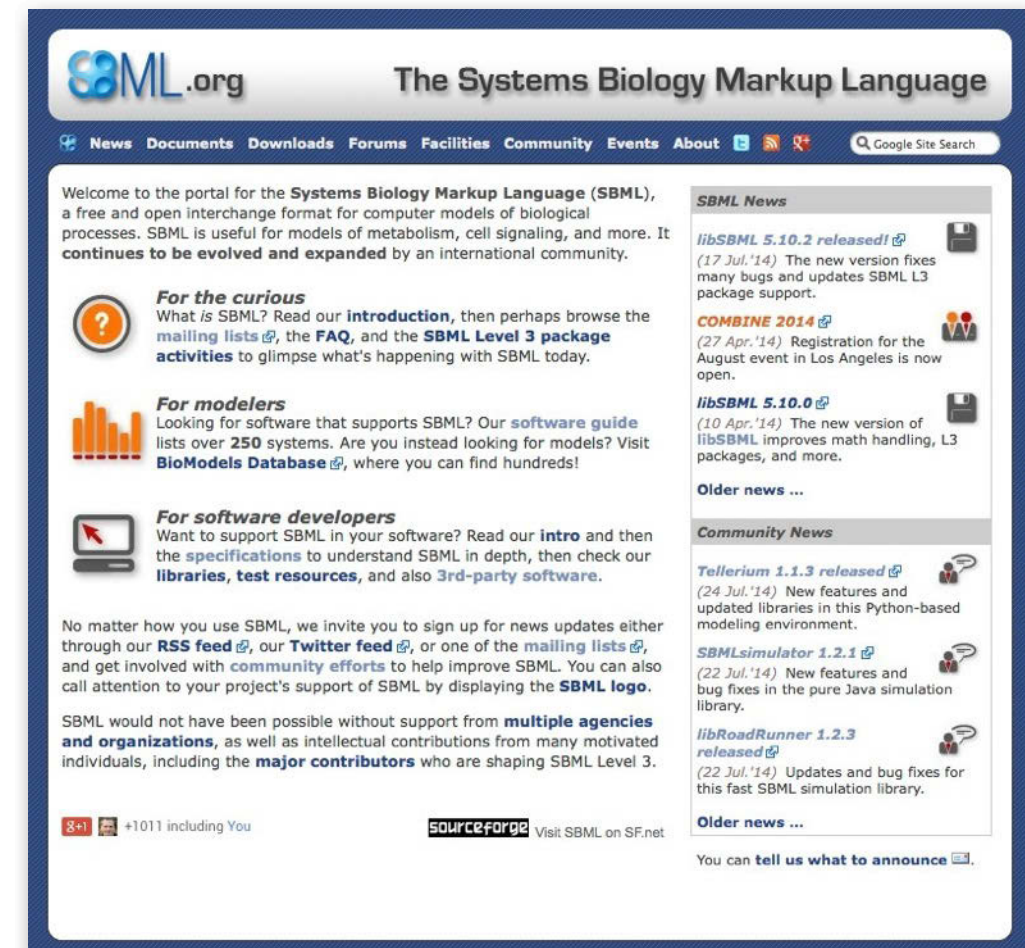 SBML.org
The Systems Biology Markup Language
News Documents Downloads Forums Facilities Community Events About
Google Site Search
Welcome to the portal for the Systems Biology Markup Language (SBML),
a free and open interchange format for computer models of biological
processes. SBML is useful for models of metabolism, cell signaling, and more. It
continues to be evolved and expanded by an international community.
For the curious
What is SBML? Read our introduction, then perhaps browse the
mailing lists, the FAQ, and the SBML Level 3 package
activities to glimpse what's happening with SBML today.
For modelers
Looking for software that supports SBML? Our software guide
lists over 250 systems. Are you instead looking for models? Visit
BioModels Database, where you can find hundreds!
For software developers
Want to support SBML in your software? Read our intro and then
the specifications to understand SBML in depth, then check our
libraries, test resources, and also 3rd-party software.
No matter how you use SBML, we invite you to sign up for news updates either
through our RSS feed, our Twitter feed, or one of the mailing lists,
and get involved with community efforts to help improve SBML. You can also
call attention to your project's support of SBML by displaying the SBML logo.
SBML would not have been possible without support from multiple agencies
and organizations, as well as intellectual contributions from many motivated
individuals, including the major contributors who are shaping SBML Level 3.
g+1 +1011 including You
sourceforge Visit SBML on SF.net
SBML News
libSBML 5.10.2 released!
(17 Jul.'14) The new version fixes
many bugs and updates SBML L3
package support.
COMBINE 2014
(27 Apr.'14) Registration for the
August event in Los Angeles is now
open.
libSBML 5.10.0
(10 Apr.'14) The new version of
libSBML improves math handling, L3
packages, and more.
Older news ...
Community News
Tellerium 1.1.3 released
(24 Jul.'14) New features and
updated libraries in this Python-based
modeling environment.
SBMLsimulator 1.2.1
(22 Jul.'14) New features and
bug fixes in the pure Java simulation
library.
libRoadRunner 1.2.3
released
(22 Jul.'14) Updates and bug fixes for
this fast SBML simulation library.
Older news ...
You can tell us what to announce.